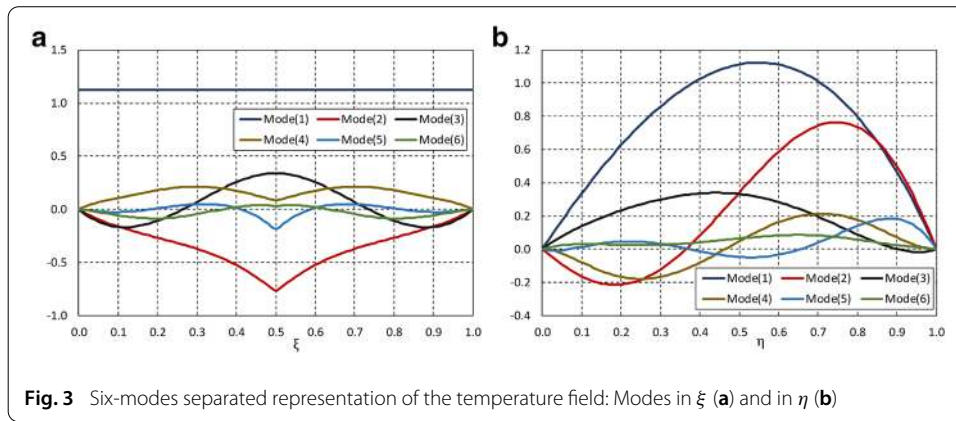 a
1.5
1.0
0.5
0.0
-0.5
-1.0
Mode(1) Mode(2) Mode(3)
Mode(4) Mode(5) Mode(6)
0.0 0.1 0.2 0.3 0.4 0.5 0.6 0.7 0.8 0.9 1.0
ξ
b
1.2
1.0
0.8
0.6
0.4
0.2
0.0
-0.2
-0.4
Mode(1) Mode(2) Mode(3)
Mode(4) Mode(5) Mode(6)
0.0 0.1 0.2 0.3 0.4 0.5 0.6 0.7 0.8 0.9 1.0
η
Fig. 3 Six-modes separated representation of the temperature field: Modes in ξ (a) and in η (b)